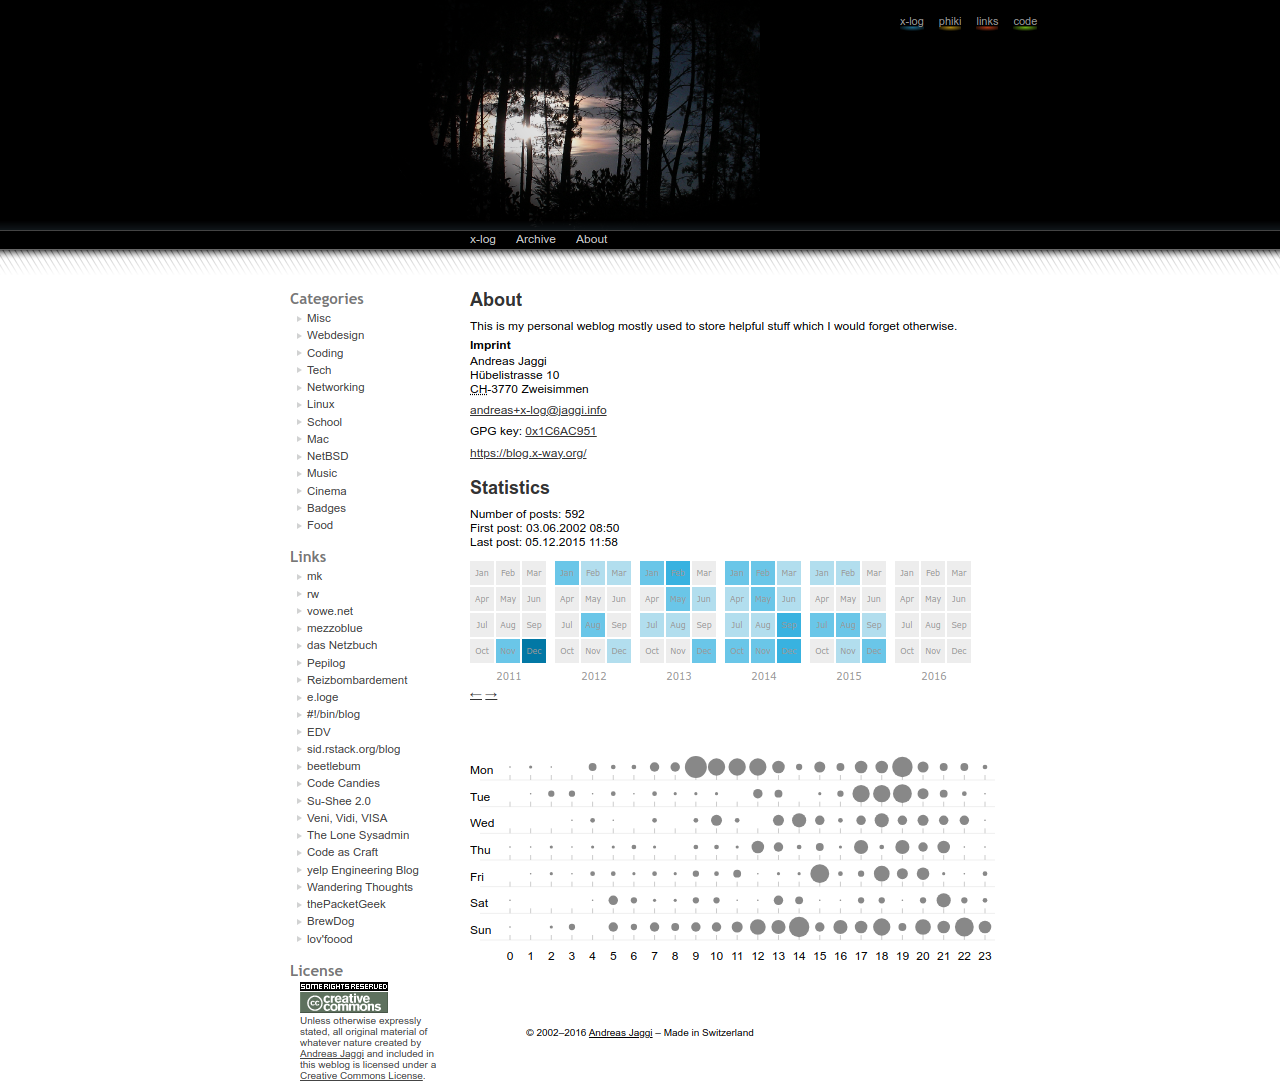 x-log phiki links code
x-log Archive About
Categories
Misc
Webdesign
Coding
Tech
Networking
Linux
School
Mac
NetBSD
Music
Cinema
Badges
Food
Links
mk
rw
vowe.net
mezzoblue
das Netzbuch
Pepilog
Reizbombardement
e.loge
#!/bin/blog
EDV
sid.rstack.org/blog
beetlebum
Code Candies
Su-Shee 2.0
Veni, Vidi, VISA
The Lone Sysadmin
Code as Craft
yelp Engineering Blog
Wandering Thoughts
thePacketGeek
BrewDog
lov'foood
License
SOME RIGHTS RESERVED
cc creative commons
Unless otherwise expressly
stated, all original material of
whatever nature created by
Andreas Jaggi and included in
this weblog is licensed under a
Creative Commons License.
About
This is my personal weblog mostly used to store helpful stuff which I would forget otherwise.
Imprint
Andreas Jaggi
Hübelistrasse 10
CH-3770 Zweisimmen
andreas+x-log@jaggi.info
GPG key: 0x1C6AC951
https://blog.x-way.org/
Statistics
Number of posts: 592
First post: 03.06.2002 08:50
Last post: 05.12.2015 11:58
Jan Feb Mar Jan Feb Mar Jan Feb Mar Jan Feb Mar Jan Feb Mar Jan Feb Mar
Apr May Jun Apr May Jun Apr May Jun Apr May Jun Apr May Jun Apr May Jun
Jul Aug Sep Jul Aug Sep Jul Aug Sep Jul Aug Sep Jul Aug Sep Jul Aug Sep
Oct Nov Dec Oct Nov Dec Oct Nov Dec Oct Nov Dec Oct Nov Dec Oct Nov Dec
2011 2012 2013 2014 2015 2016
← →
Mon
Tue
Wed
Thu
Fri
Sat
Sun
0 1 2 3 4 5 6 7 8 9 10 11 12 13 14 15 16 17 18 19 20 21 22 23
© 2002–2016 Andreas Jaggi – Made in Switzerland